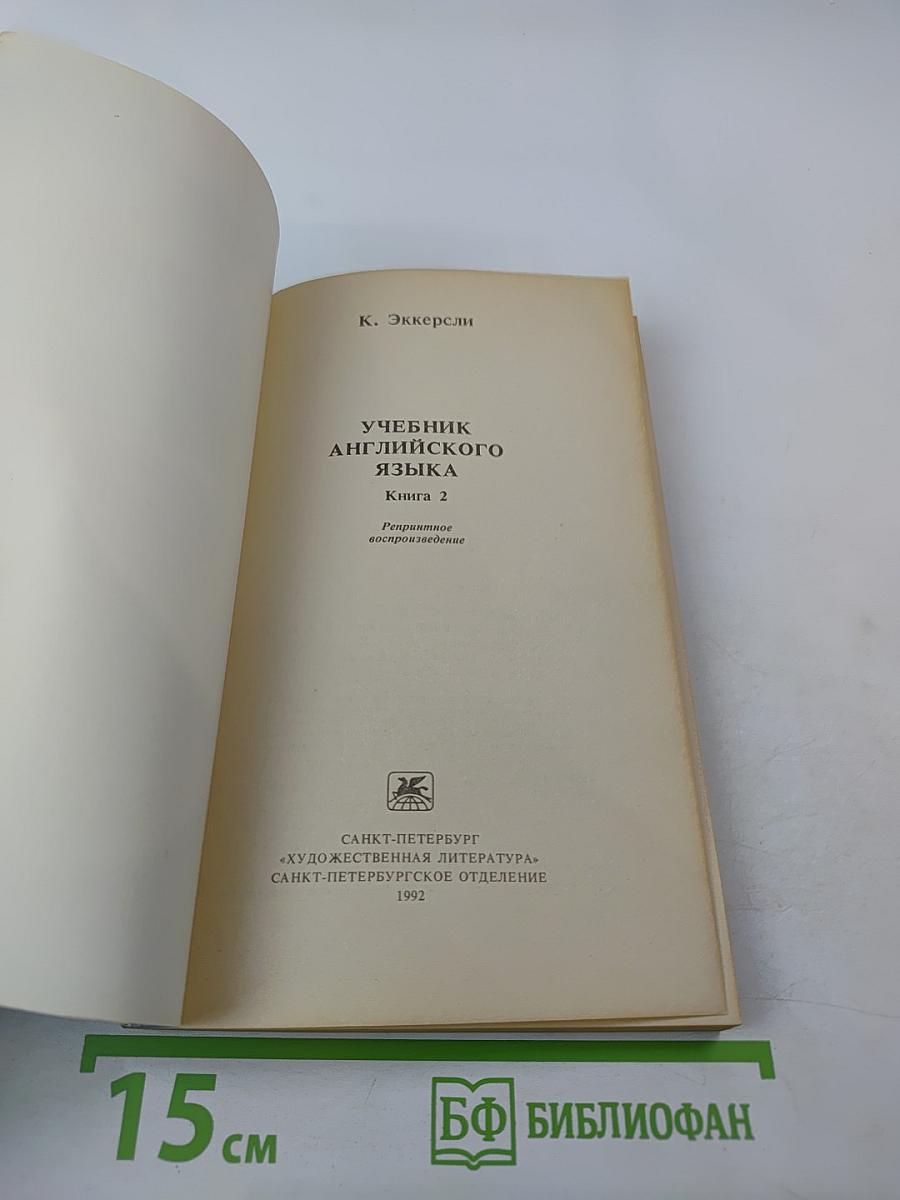 К. Эккерсли
УЧЕБНИК
АНГЛИЙСКОГО
ЯЗЫКА
Книга 2
Репринтное
воспроизведение
САНКТ-ПЕТЕРБУРГ
«ХУДОЖЕСТВЕННАЯ ЛИТЕРАТУРА»
САНКТ-ПЕТЕРБУРГСКОЕ ОТДЕЛЕНИЕ
1992
15 см
БФ БИБЛИОФАН